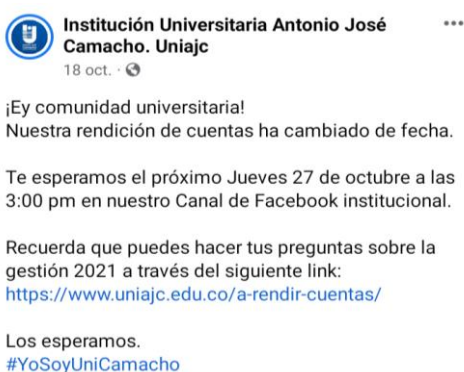 Institución Universitaria Antonio José
Camacho. Uniajc
18 oct. ·
¡Ey comunidad universitaria!
Nuestra rendición de cuentas ha cambiado de fecha.
Te esperamos el próximo Jueves 27 de octubre a las
3:00 pm en nuestro Canal de Facebook institucional.
Recuerda que puedes hacer tus preguntas sobre la
gestión 2021 a través del siguiente link:
https://www.uniajc.edu.co/a-rendir-cuentas/
Los esperamos.
#YoSoyUniCamacho